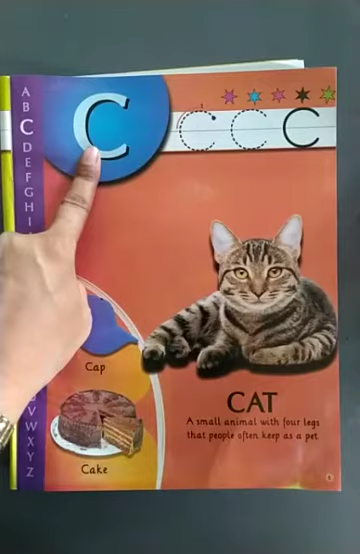 A
B
C
D
E
F
G
H
I
C
C C C
Cap
Cake
V
W
X
Y
Z
CAT
A small animal with four legs
that people often keep as a pet